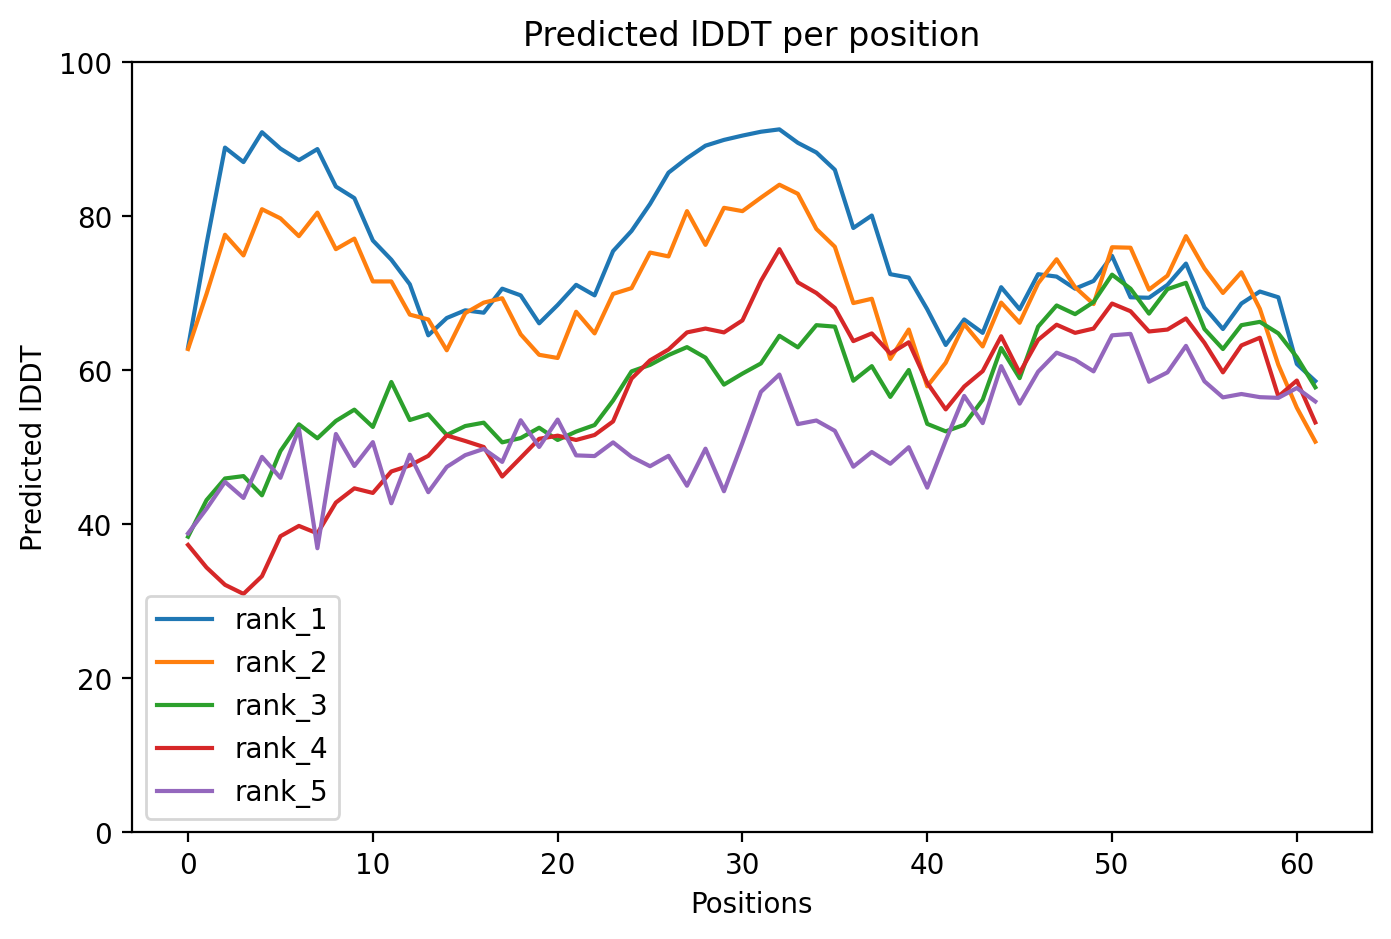 Predicted lDDT per position
100
80
60
40
20
0
Predicted lDDT
rank_1
rank_2
rank_3
rank_4
rank_5
0 10 20 30 40 50 60
Positions